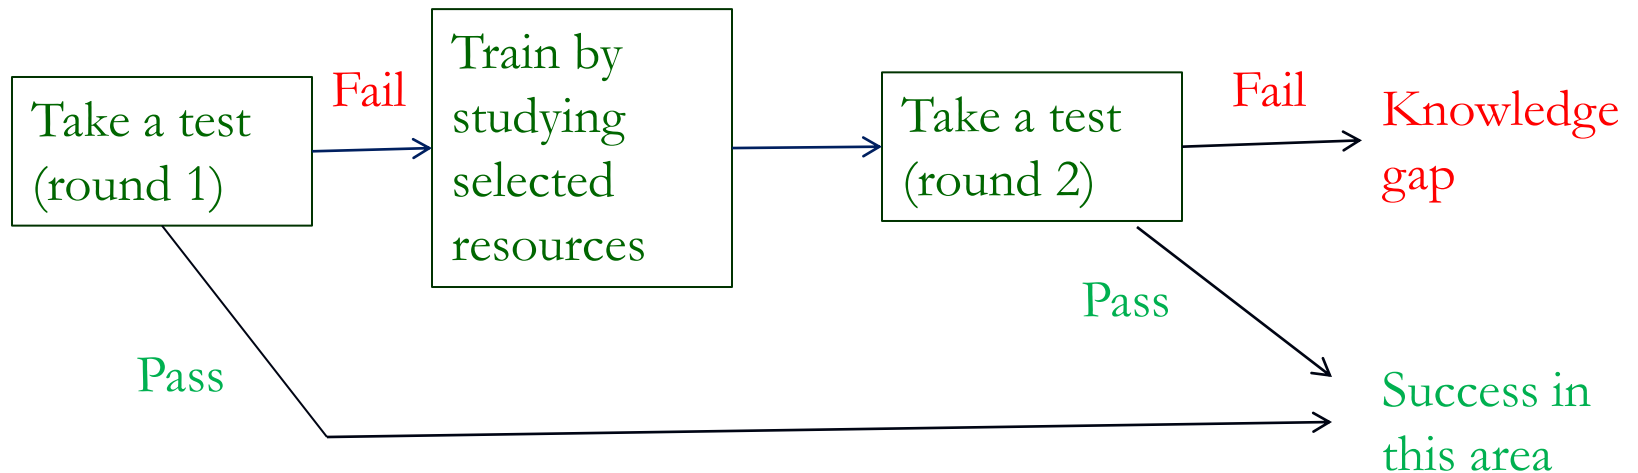 Take a test
(round 1)
Fail
Train by
studying
selected
resources
Take a test
(round 2)
Fail
Knowledge
gap
Pass
Pass
Success in
this area